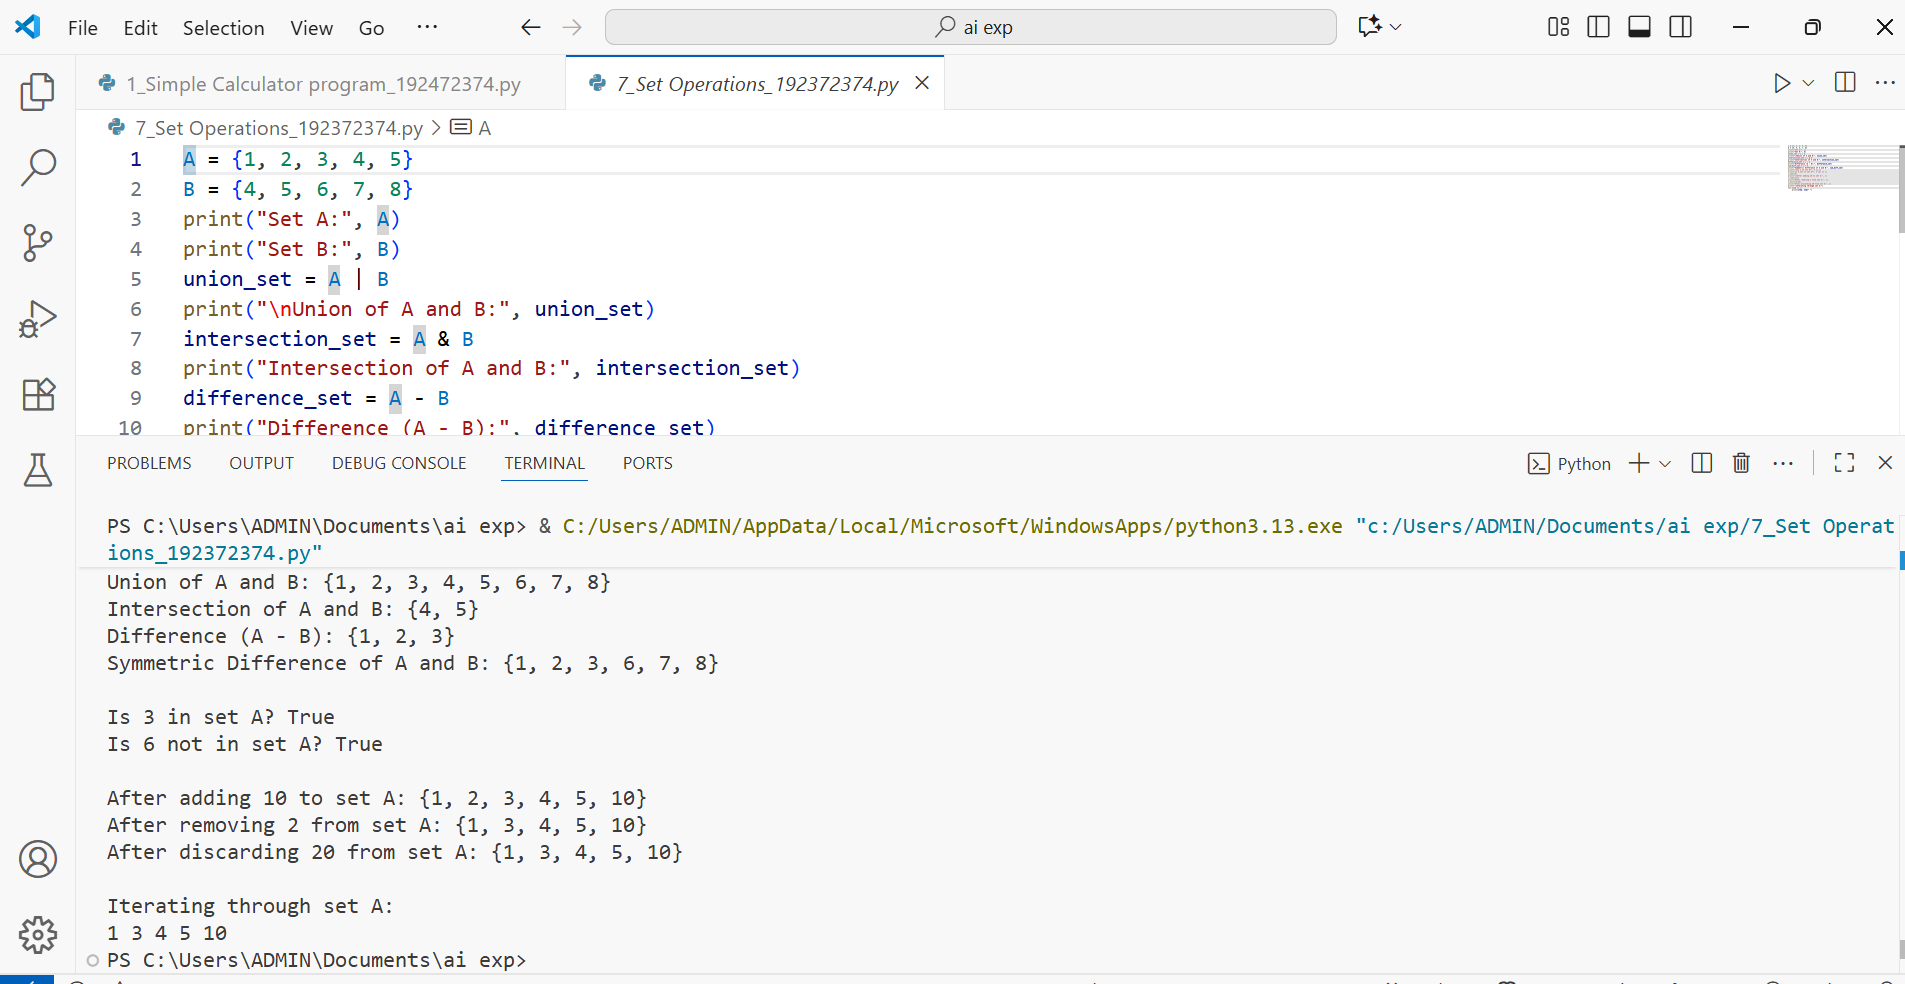 File Edit Selection View Go ···
ai exp
1_Simple Calculator program_192472374.py
7_Set Operations_192372374.py
7_Set Operations_192372374.py > A
1 A = {1, 2, 3, 4, 5}
2 B = {4, 5, 6, 7, 8}
3 print("Set A:", A)
4 print("Set B:", B)
5 union_set = A | B
6 print("\nUnion of A and B:", union_set)
7 intersection_set = A & B
8 print("Intersection of A and B:", intersection_set)
9 difference_set = A - B
10 print("Difference (A - B):", difference_set)
PROBLEMS OUTPUT DEBUG CONSOLE TERMINAL PORTS
Python
PS C:\Users\ADMIN\Documents\ai exp> & C:/Users/ADMIN/AppData/Local/Microsoft/WindowsApps/python3.13.exe "c:/Users/ADMIN/Documents/ai exp/7_Set Operat
ions_192372374.py"
Union of A and B: {1, 2, 3, 4, 5, 6, 7, 8}
Intersection of A and B: {4, 5}
Difference (A - B): {1, 2, 3}
Symmetric Difference of A and B: {1, 2, 3, 6, 7, 8}
Is 3 in set A? True
Is 6 not in set A? True
After adding 10 to set A: {1, 2, 3, 4, 5, 10}
After removing 2 from set A: {1, 3, 4, 5, 10}
After discarding 20 from set A: {1, 3, 4, 5, 10}
Iterating through set A:
1 3 4 5 10
PS C:\Users\ADMIN\Documents\ai exp>